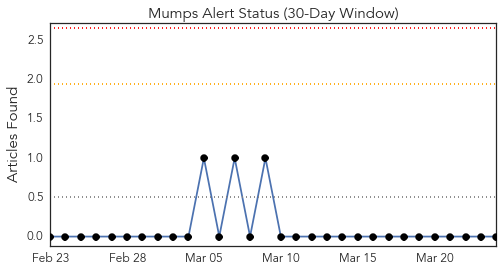 Mumps Alert Status (30-Day Window)
Articles Found
2.5
2.0
1.5
1.0
0.5
0.0
Feb 23 Feb 28 Mar 05 Mar 10 Mar 15 Mar 20